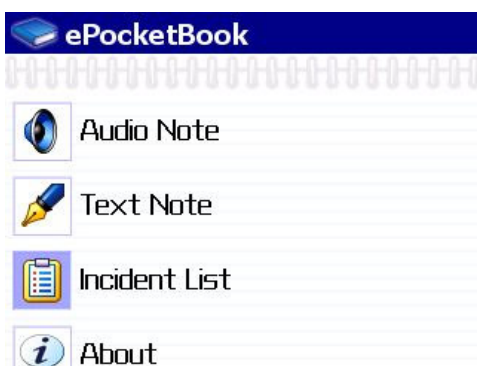 ePocketBook
Audio Note
Text Note
Incident List
About